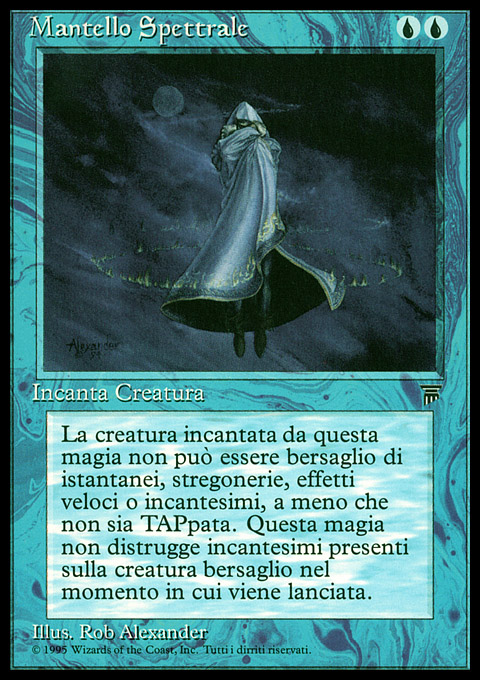 Mantello Spettrale
Alexander
Incanta Creatura
La creatura incantata da questa
magia non può essere bersaglio di
istantanei, stregonerie, effetti
veloci o incantesimi, a meno che
non sia TAPpata. Questa magia
non distrugge incantesimi presenti
sulla creatura bersaglio nel
momento in cui viene lanciata.
Illus. Rob Alexander
© 1995 Wizards of the Coast, Inc. Tutti i dirriti riservati.